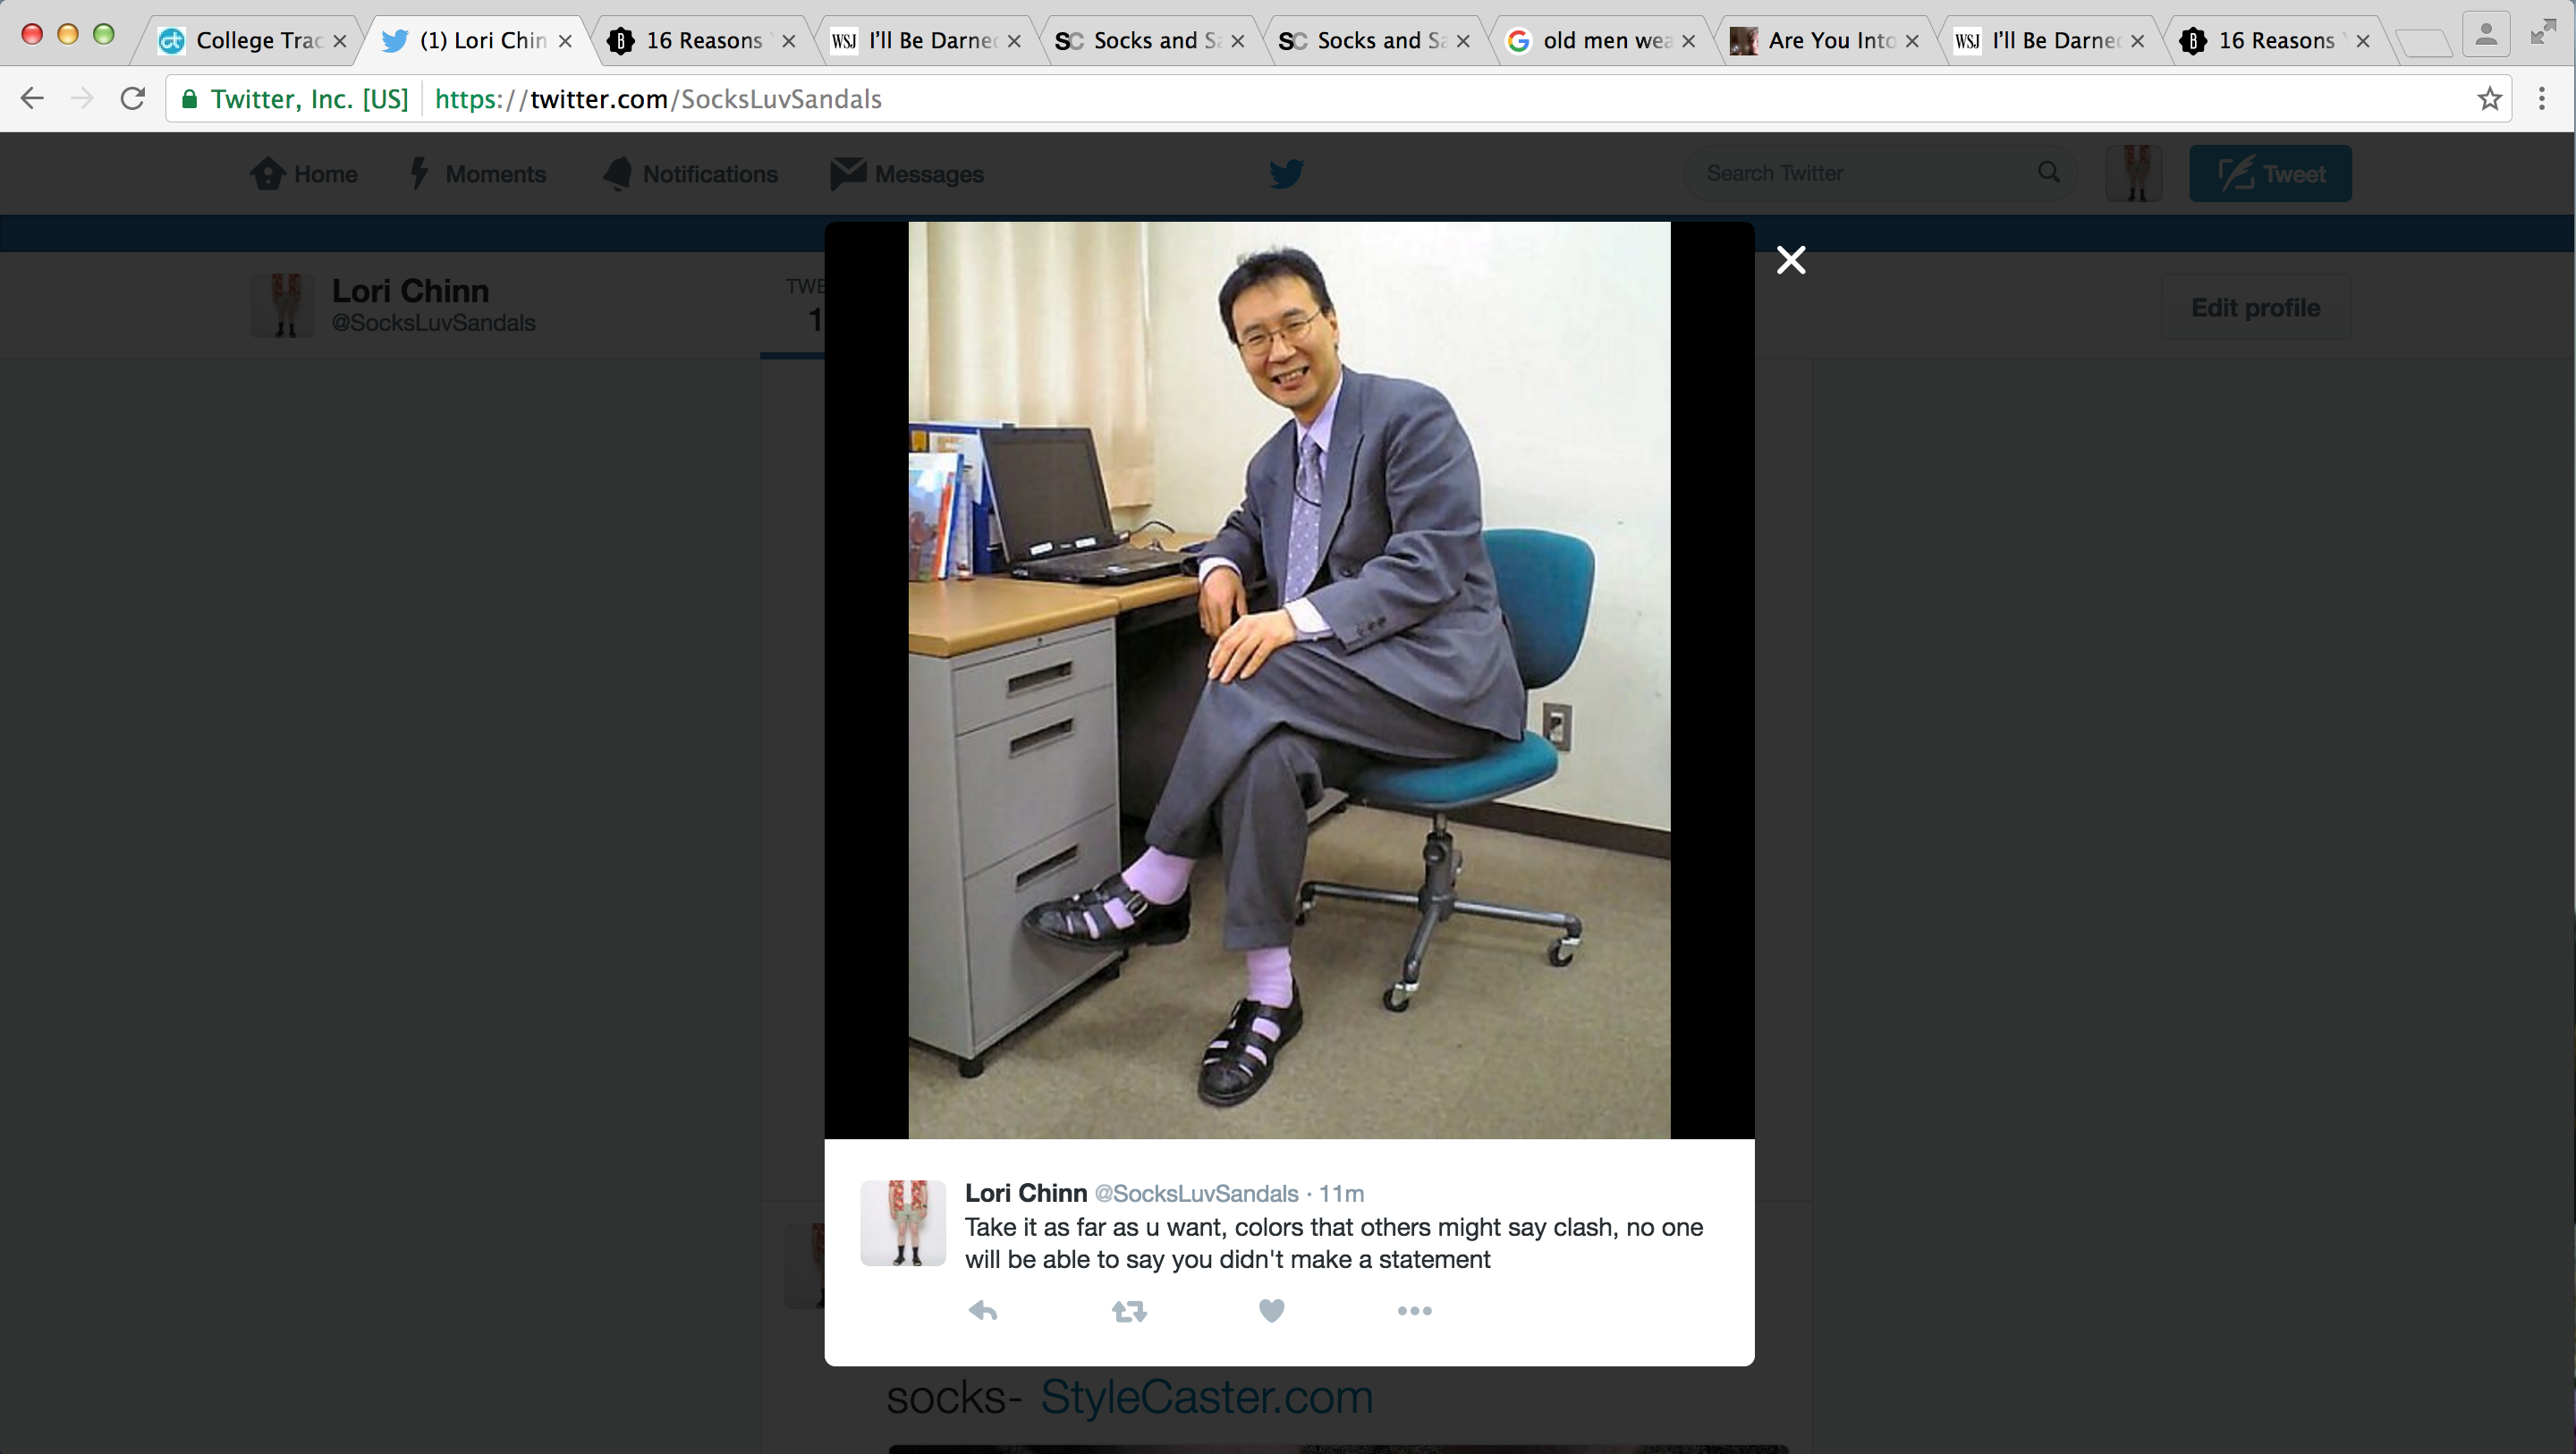 College Trac
(1) Lori Chin
16 Reasons
WSJ I'll Be Darned
SC Socks and Sa
SC Socks and Sa
old men wea
Are You Into
WSJ I'll Be Darned
16 Reasons
Twitter, Inc. [US] https://twitter.com/SocksLuvSandals
Home Moments Notifications Messages Search Twitter Tweet
Lori Chinn
@SocksLuvSandals
TWE
1
Edit profile
Lori Chinn @SocksLuvSandals · 11m
Take it as far as u want, colors that others might say clash, no one
will be able to say you didn't make a statement
socks- StyleCaster.com